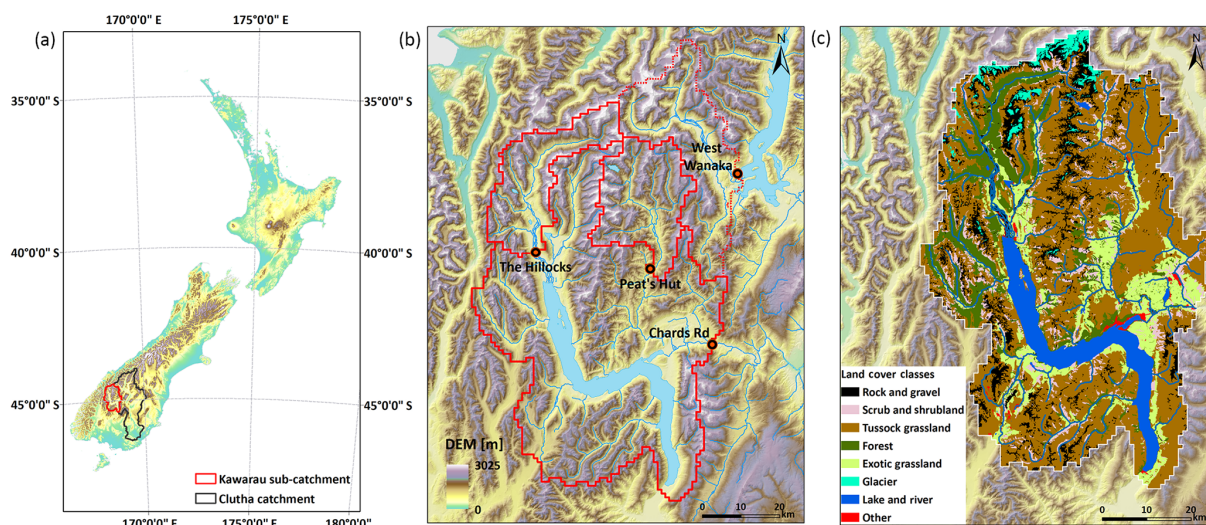 170°0'0" E
175°0'0" E
(a)
35°0'0" S
35°0'0" S
40°0'0" S
40°0'0" S
45°0'0" S
45°0'0" S
Kawarau sub-catchment
Clutha catchment
170°0'0" E
175°0'0" E
180°0'0" E
(b)
N
West
Wanaka
The Hillocks
Peat's Hut
Chards Rd
DEM [m]
3025
0
0
10
20
km
(c)
N
Land cover classes
Rock and gravel
Scrub and shrubland
Tussock grassland
Forest
Exotic grassland
Glacier
Lake and river
Other
0
10
20
km